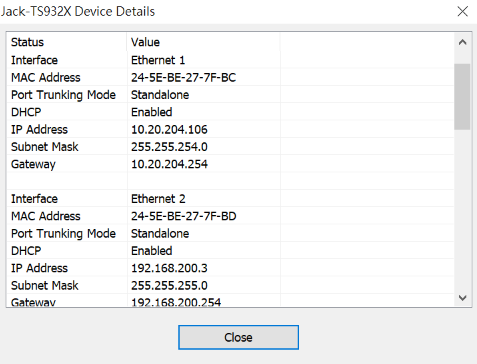 Jack-TS932X Device Details
Status Value
Interface Ethernet 1
MAC Address 24-5E-BE-27-7F-BC
Port Trunking Mode Standalone
DHCP Enabled
IP Address 10.20.204.106
Subnet Mask 255.255.254.0
Gateway 10.20.204.254
Interface Ethernet 2
MAC Address 24-5E-BE-27-7F-BD
Port Trunking Mode Standalone
DHCP Enabled
IP Address 192.168.200.3
Subnet Mask 255.255.255.0
Gateway 192.168.200.254
Close